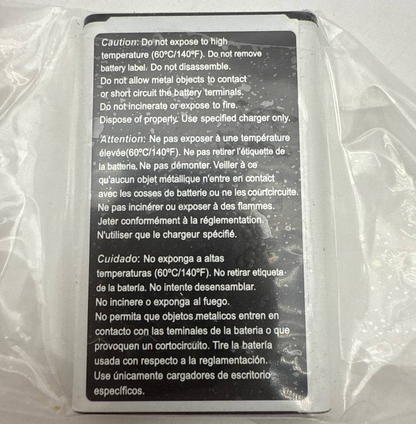 Caution: Do not expose to high
temperature (60ºC/140ºF). Do not remove
battery label. Do not disassemble.
Do not allow metal objects to contact
or short circuit the battery terminals.
Do not incinerate or expose to fire.
Dispose of properly. Use specified charger only.
Attention: Ne pas exposer à une température
élevée(60ºC/140ºF). Ne pas retirer l'étiquette de
la batterie. Ne pas démonter. Veiller à ce
qu'aucun objet métallique n'entre en contact
avec les cosses de batterie ou ne les courtcircuite.
Ne pas incinérer ou exposer à des flammes.
Jeter conformément à la réglementation.
N'utiliser que le chargeur spécifié.
Cuidado: No exponga a altas
temperaturas (60ºC/140ºF). No retirar etiqueta
de la batería. No intente desensamblar.
No incinere o exponga al fuego.
No permita que objetos metalicos entren en
contacto con las teminales de la bateria o que
provoquen un cortocircuito. Tire la batería
usada con respecto a la reglamentación.
Use únicamente cargadores de escritorio
específicos.